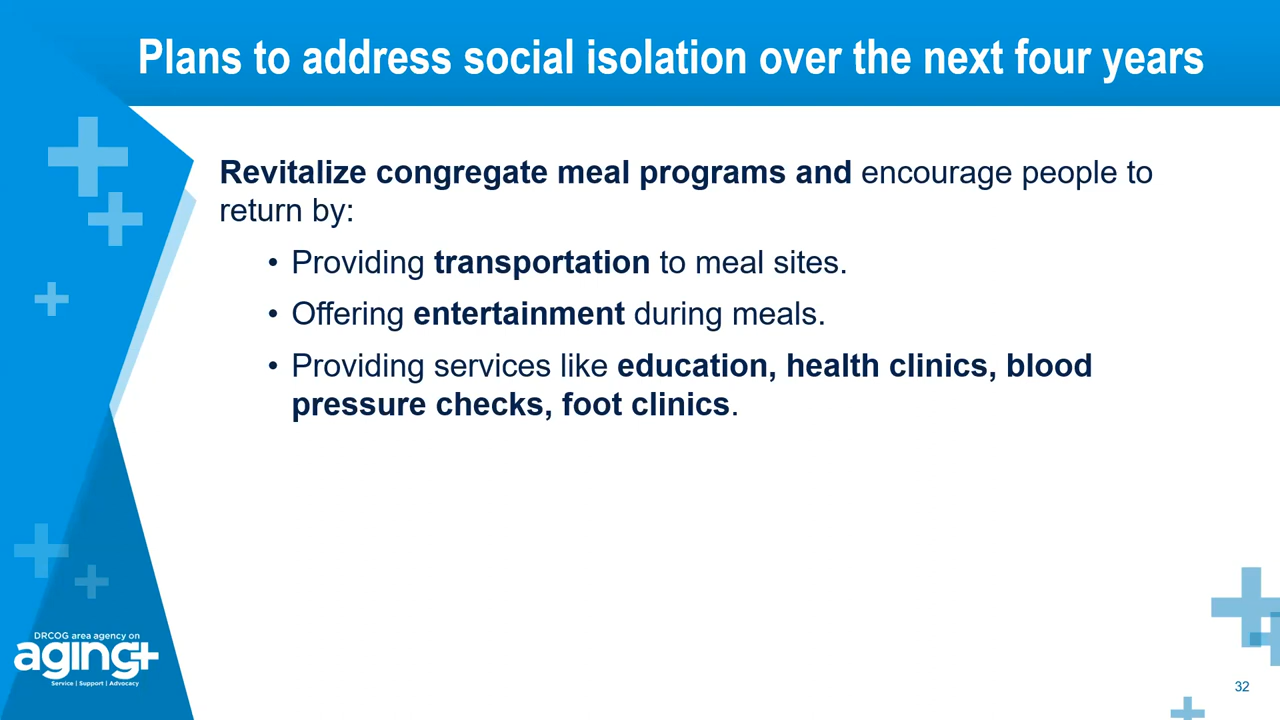 Plans to address social isolation over the next four years
Revitalize congregate meal programs and encourage people to
return by:
• Providing transportation to meal sites.
• Offering entertainment during meals.
• Providing services like education, health clinics, blood
pressure checks, foot clinics.
DRCOG area agency on
aging+
Service | Support | Advocacy
32